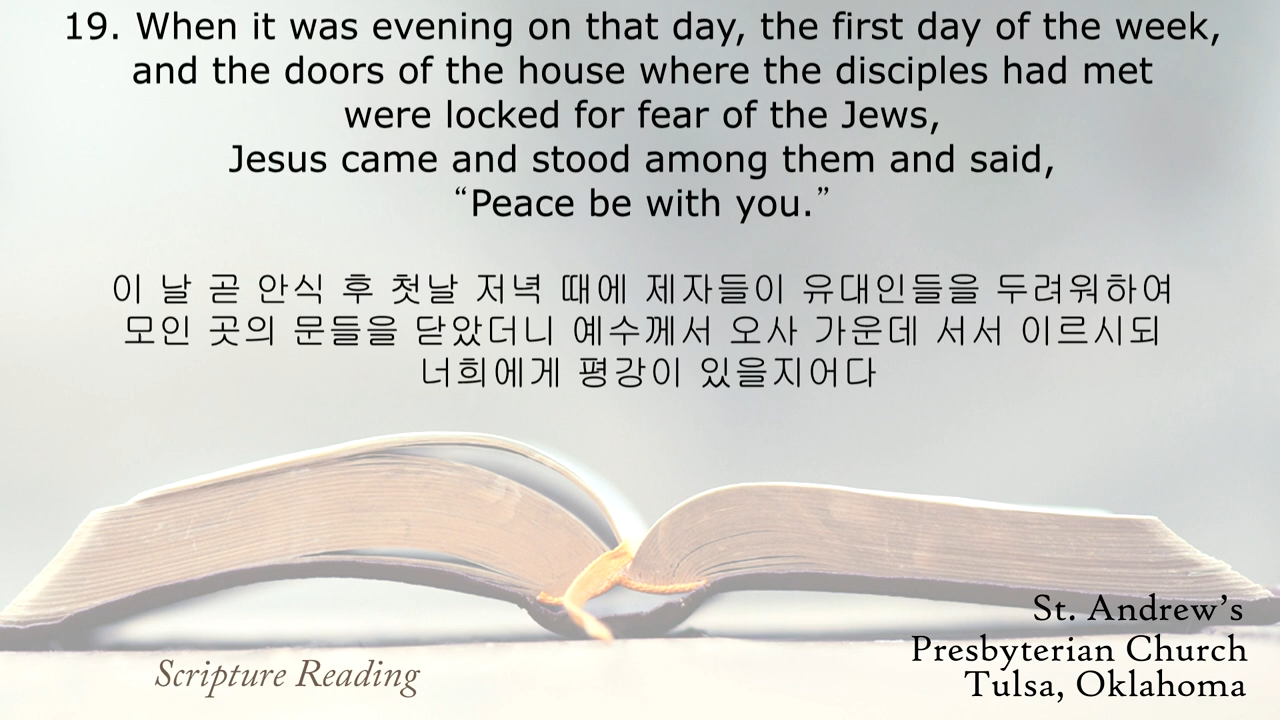 19. When it was evening on that day, the first day of the week,
and the doors of the house where the disciples had met
were locked for fear of the Jews,
Jesus came and stood among them and said,
“Peace be with you.”
이 날 곧 안식 후 첫날 저녁 때에 제자들이 유대인들을 두려워하여
모인 곳의 문들을 닫았더니 예수께서 오사 가운데 서서 이르시되
너희에게 평강이 있을지어다
Scripture Reading
St. Andrew’s
Presbyterian Church
Tulsa, Oklahoma